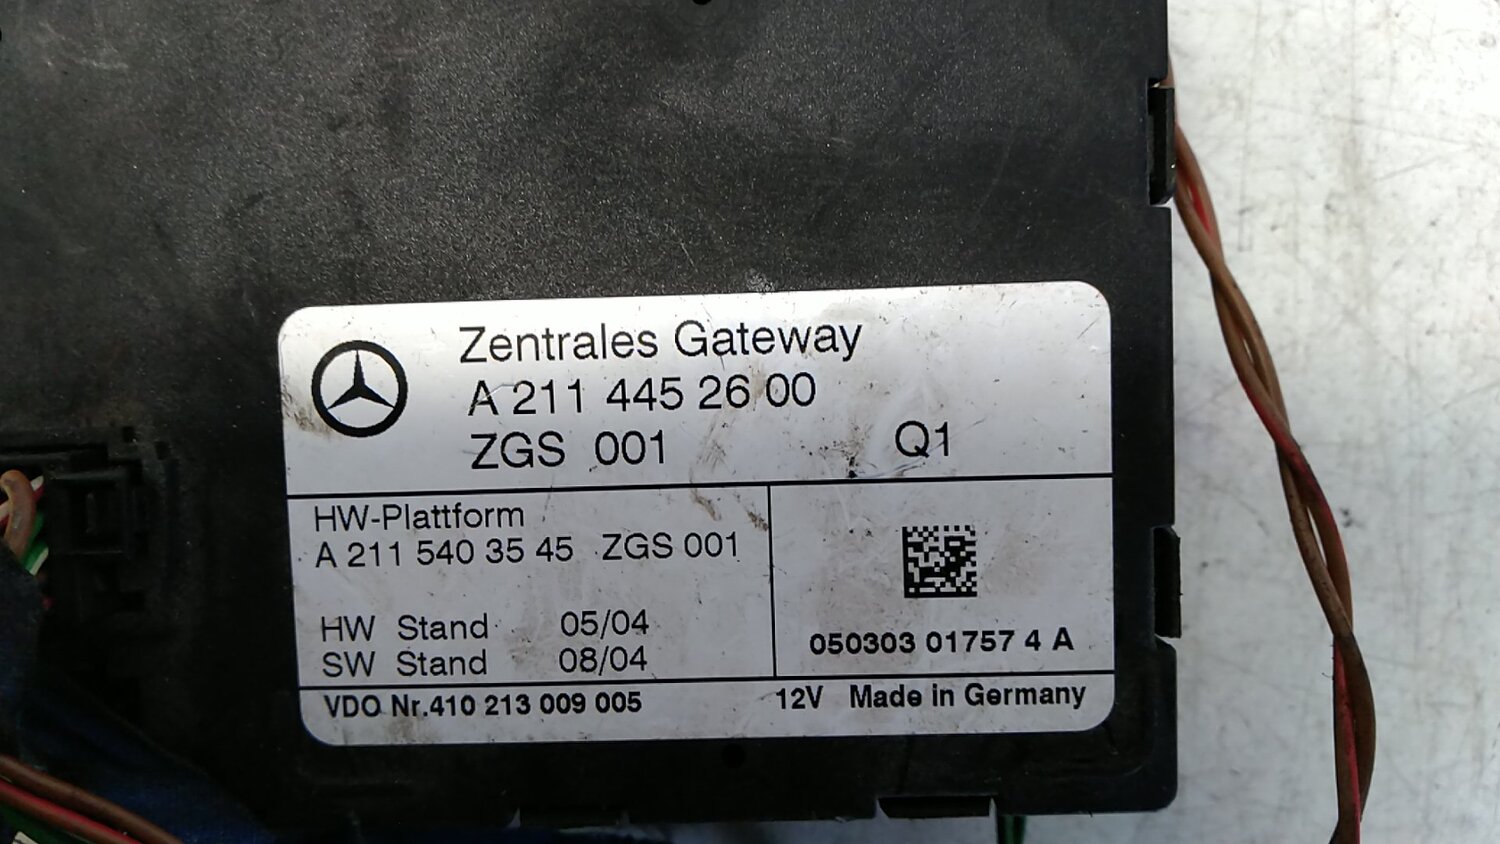 Zentrales Gateway
A 211 445 26 00
ZGS 001 Q1
HW-Plattform
A 211 540 35 45 ZGS 001
HW Stand 05/04
SW Stand 08/04
050303 01757 4 A
VDO Nr.410 213 009 005 12V Made in Germany